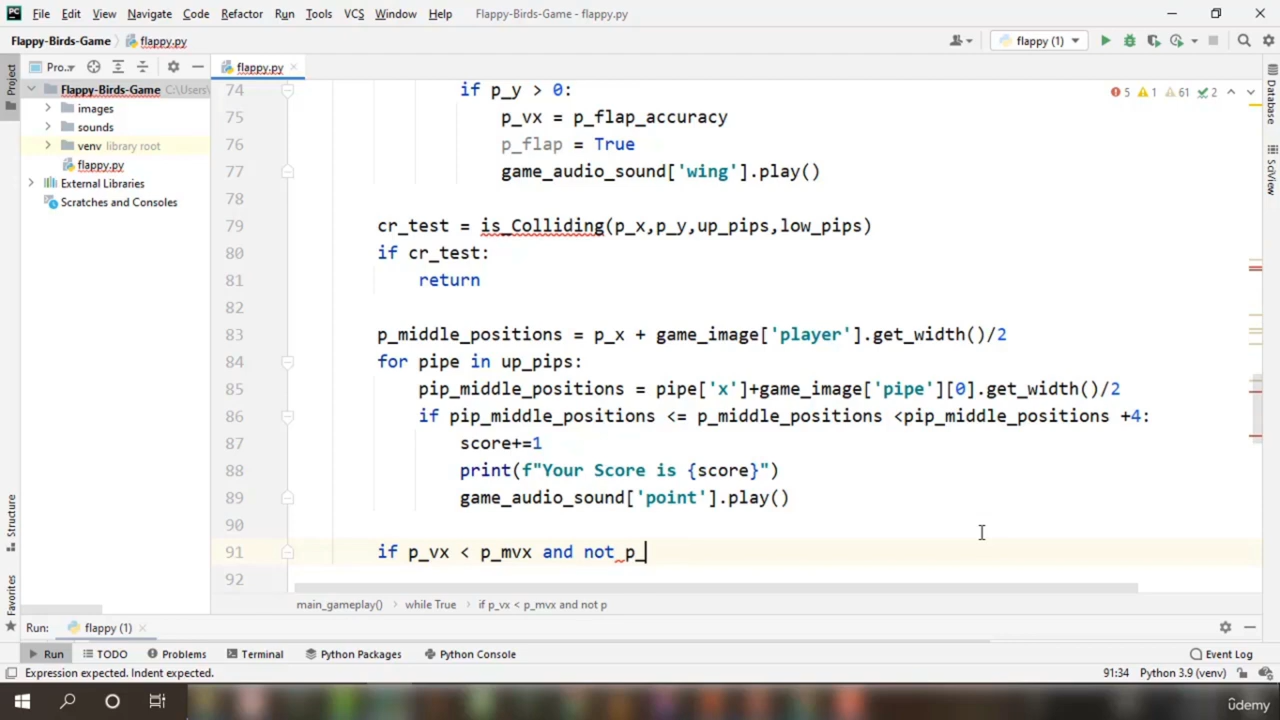 PC File Edit View Navigate Code Refactor Run Tools VCS Window Help Flappy-Birds-Game - flappy.py
Flappy-Birds-Game flappy.py flappy (1)
Project
Pro... flappy.py
Flappy-Birds-Game C:\Users\
images
sounds
venv library root
flappy.py
External Libraries
Scratches and Consoles
5 1 61 2
74 if p_y > 0:
75 p_vx = p_flap_accuracy
76 p_flap = True
77 game_audio_sound['wing'].play()
78
79 cr_test = is_Colliding(p_x,p_y,up_pips,low_pips)
80 if cr_test:
81 return
82
83 p_middle_positions = p_x + game_image['player'].get_width()/2
84 for pipe in up_pips:
85 pip_middle_positions = pipe['x']+game_image['pipe'][0].get_width()/2
86 if pip_middle_positions <= p_middle_positions <pip_middle_positions +4:
87 score+=1
88 print(f"Your Score is {score}")
89 game_audio_sound['point'].play()
90
91 if p_vx < p_mvx and not p_
92
Database
SciView
Structure
Favorites
main_gameplay() while True if p_vx < p_mvx and not p
Run: flappy (1)
Run TODO Problems Terminal Python Packages Python Console Event Log
Expression expected. Indent expected. 91:34 Python 3.9 (venv)
ûdemy